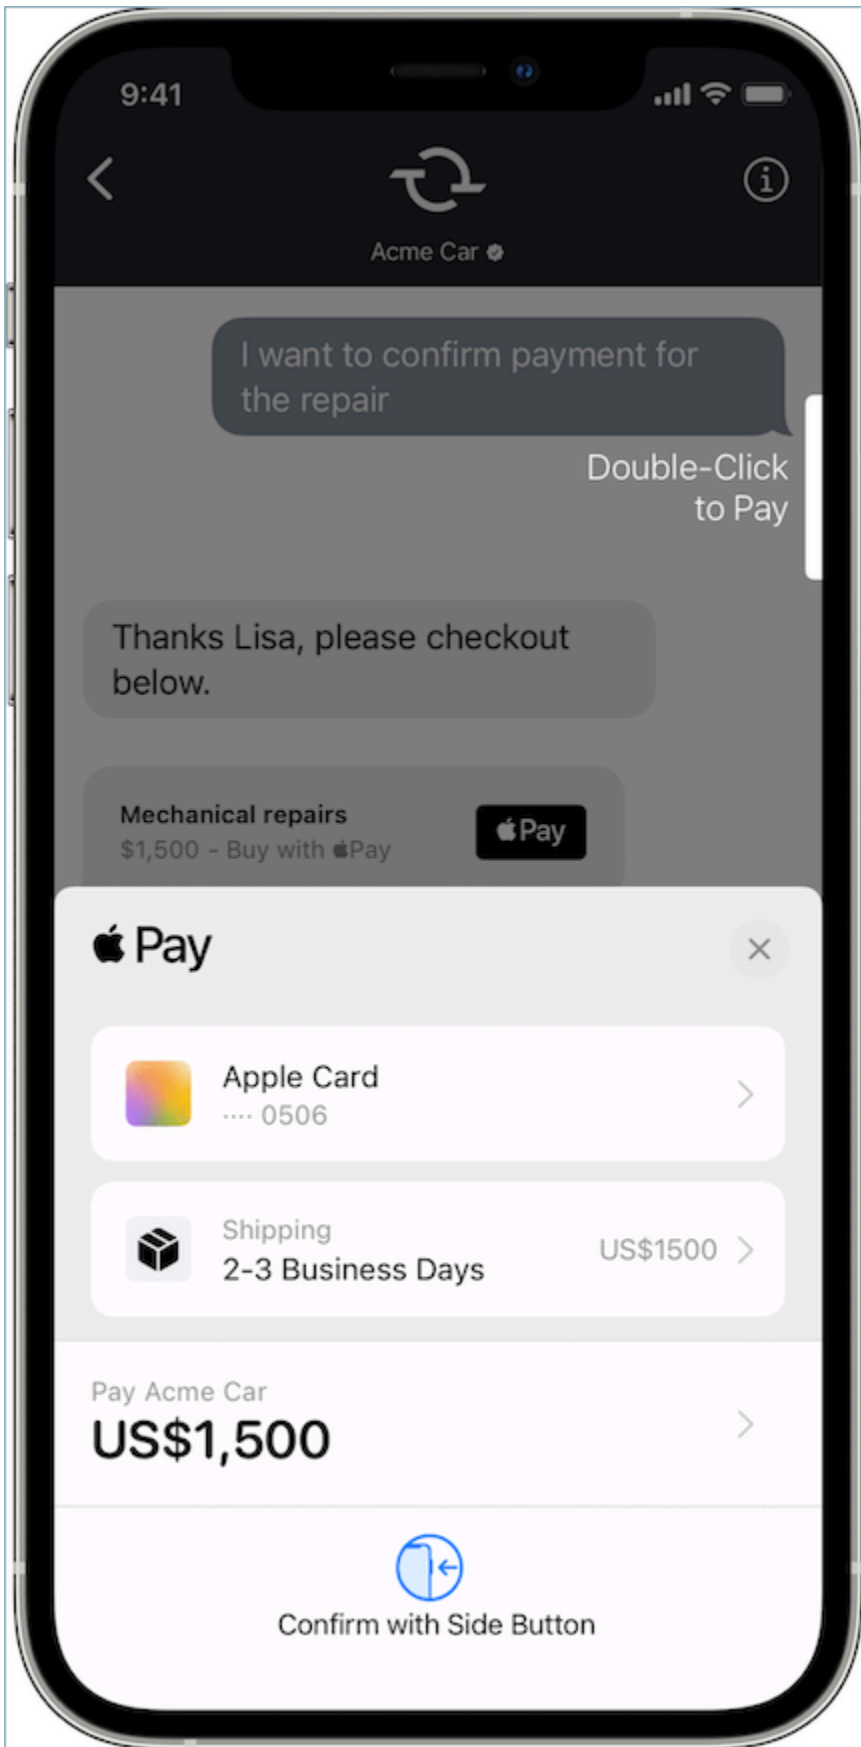 9:41
Acme Car
I want to confirm payment for
the repair
Double-Click
to Pay
Thanks Lisa, please checkout
below.
Mechanical repairs
$1,500 - Buy with Pay
Pay
Pay
Apple Card
···· 0506
Shipping
2-3 Business Days
US$1500
Pay Acme Car
US$1,500
Confirm with Side Button